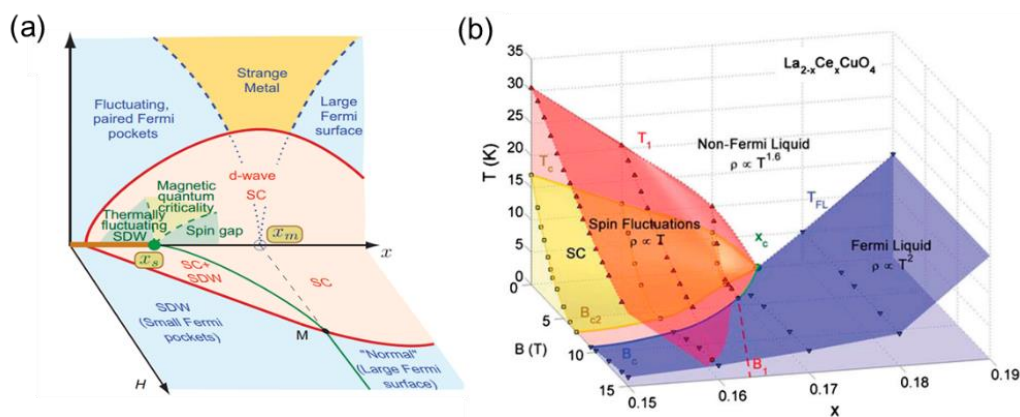 (a)
Strange
Metal
Fluctuating,
paired Fermi
pockets
Large
Fermi
surface
d-wave
SC
Magnetic
quantum
criticality
Thermally
fluctuating
SDW
Spin gap
x_s
x_m
x
SC+
SDW
SC
SDW
(Small Fermi
pockets)
M
"Normal"
(Large Fermi
surface)
H
(b)
35
30
25
20
15
10
5
0
T (K)
La2-xCexCuO4
T1
Non-Fermi Liquid
ρ ∝ T^1.6
Tc
TFL
Spin Fluctuations
ρ ∝ T
xc
SC
Fermi Liquid
ρ ∝ T^2
Bc2
5
B (T)
10
Bc
B1
15
0.15
0.16
0.17
0.18
0.19
X